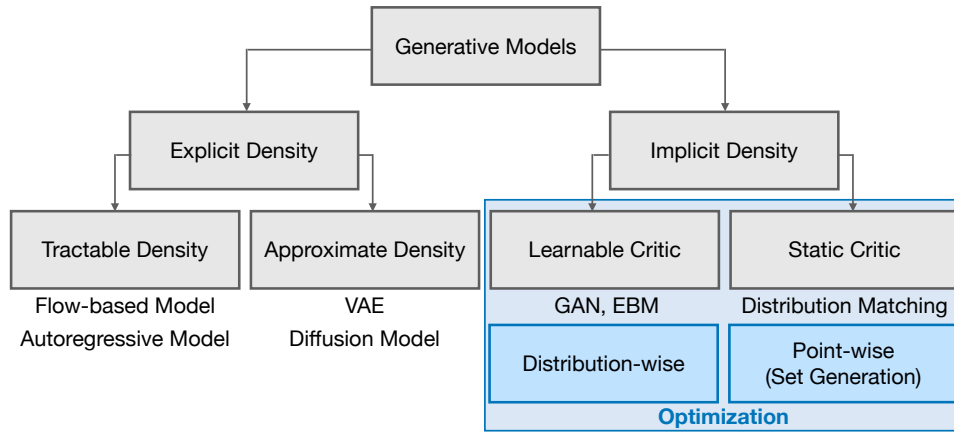 Generative Models
Explicit Density
Implicit Density
Tractable Density
Approximate Density
Learnable Critic
Static Critic
Flow-based Model
Autoregressive Model
VAE
Diffusion Model
GAN, EBM
Distribution Matching
Distribution-wise
Point-wise
(Set Generation)
Optimization